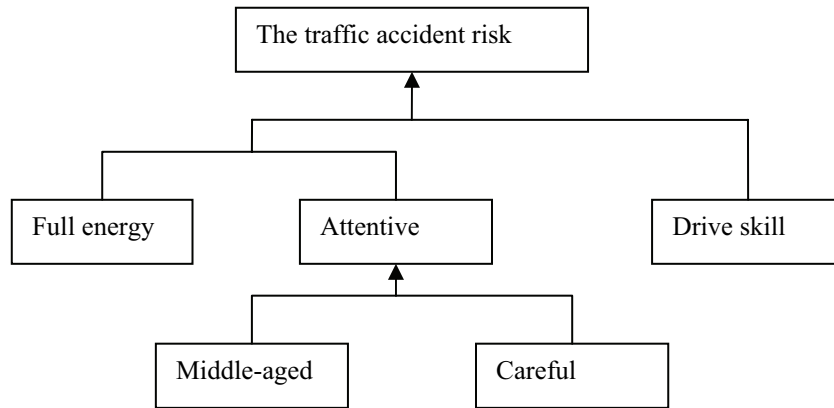 The traffic accident risk
Full energy
Attentive
Drive skill
Middle-aged
Careful